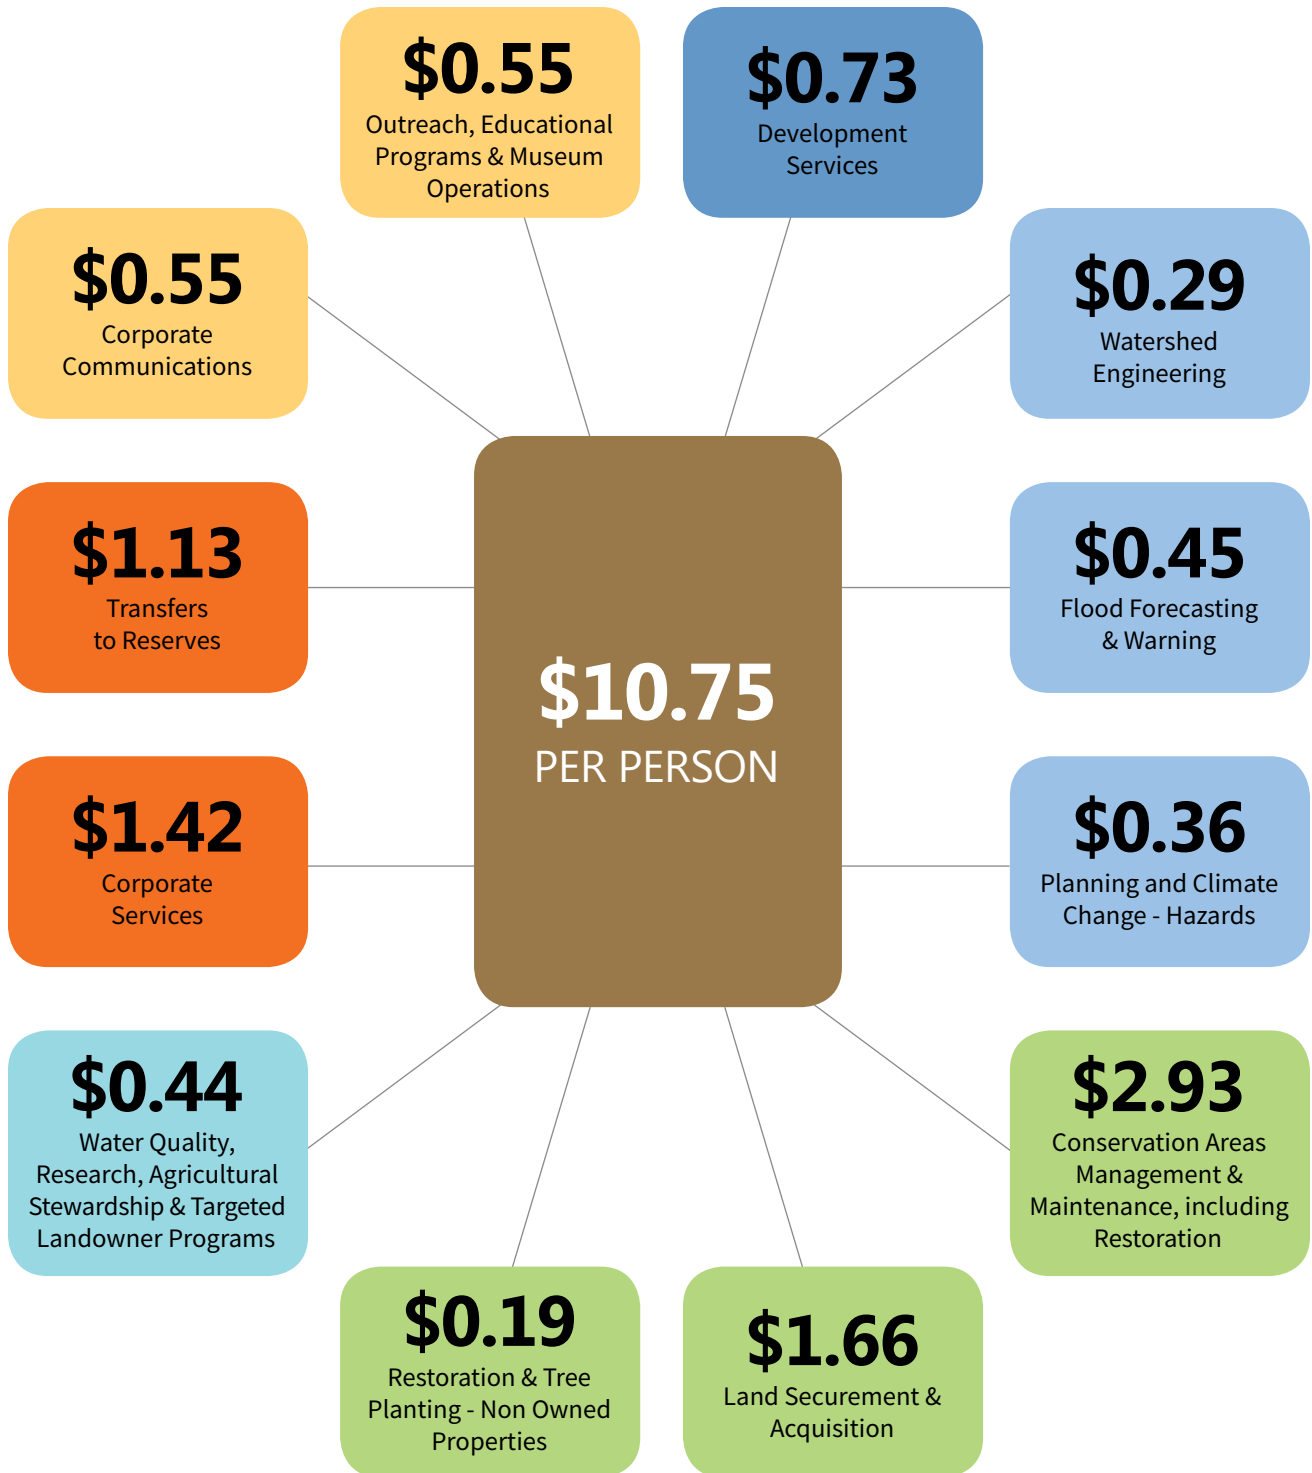 $0.55
Outreach, Educational
Programs & Museum
Operations
$0.73
Development
Services
$0.55
Corporate
Communications
$0.29
Watershed
Engineering
$1.13
Transfers
to Reserves
$0.45
Flood Forecasting
& Warning
$10.75
PER PERSON
$1.42
Corporate
Services
$0.36
Planning and Climate
Change - Hazards
$0.44
Water Quality,
Research, Agricultural
Stewardship & Targeted
Landowner Programs
$2.93
Conservation Areas
Management &
Maintenance, including
Restoration
$0.19
Restoration & Tree
Planting - Non Owned
Properties
$1.66
Land Securement &
Acquisition